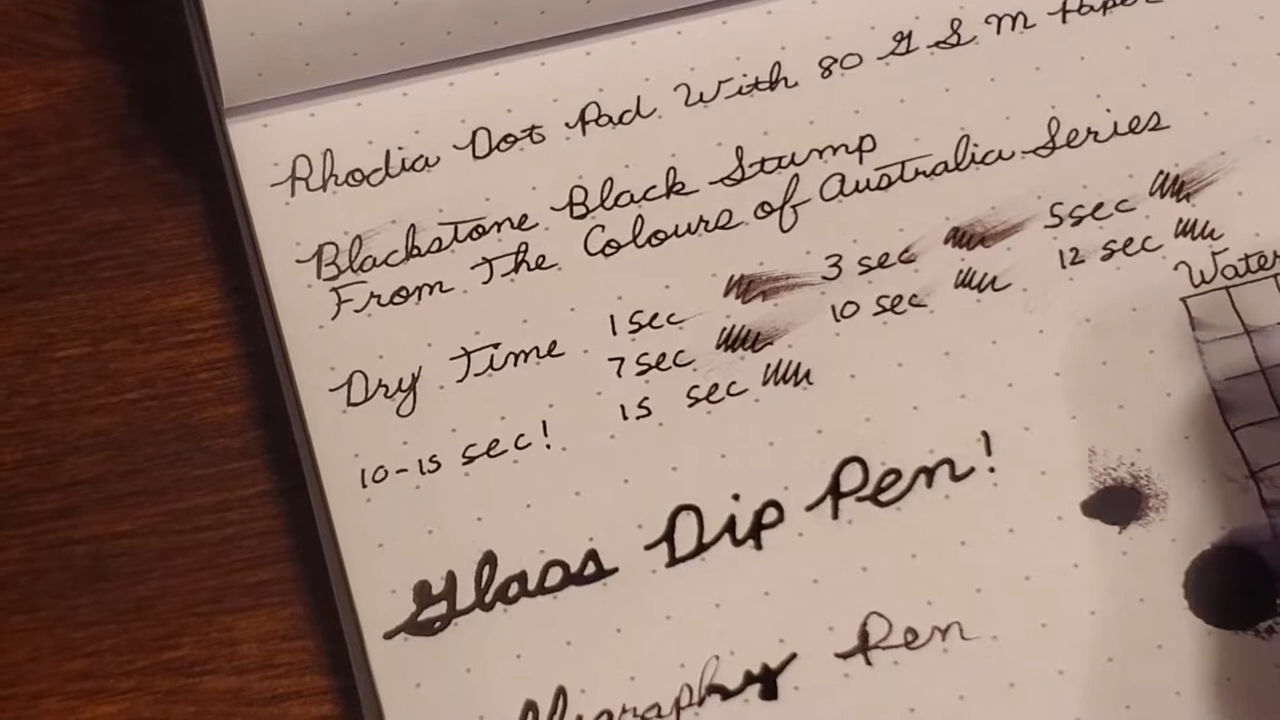 Rhodia Dot Pad With 80 G S M Paper
Blackstone Black Stump
From The Colours of Australia Series
Dry Time 1 sec 3 sec 5 sec
7 sec 10 sec 12 sec
10-15 sec! 15 sec
Water
Glass Dip Pen!
Pen